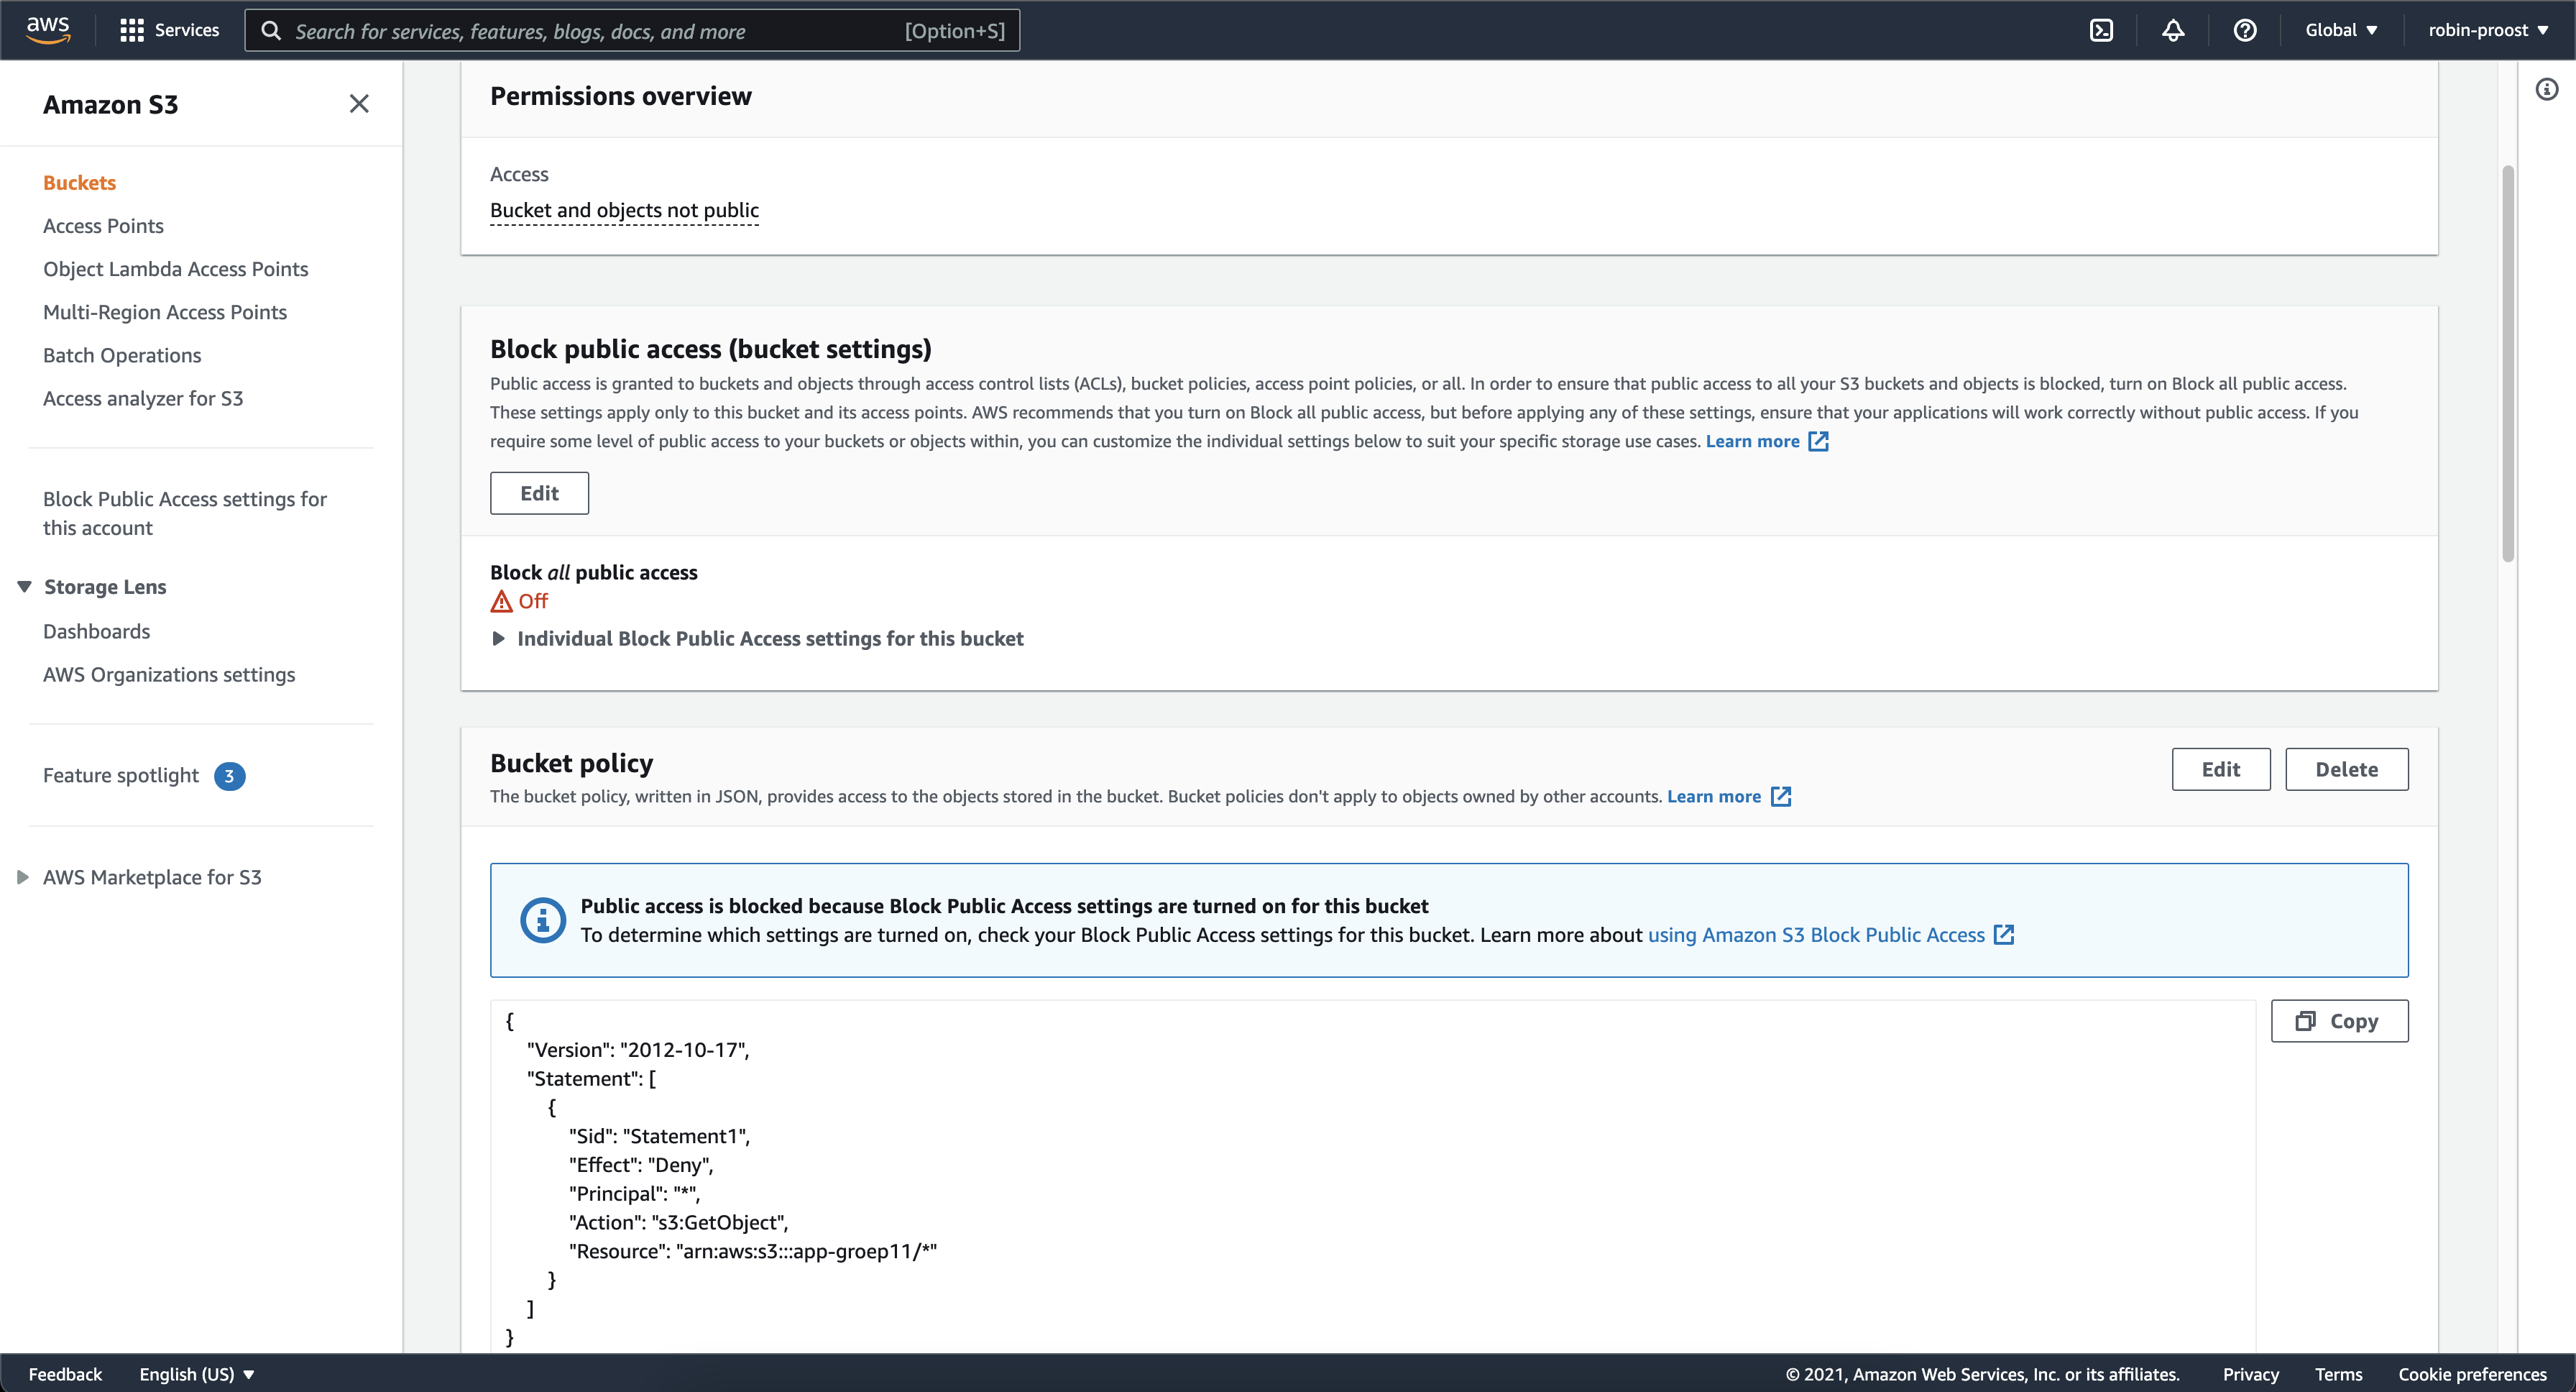 aws
Services
Search for services, features, blogs, docs, and more
[Option+S]
Global
robin-proost
Amazon S3
Buckets
Access Points
Object Lambda Access Points
Multi-Region Access Points
Batch Operations
Access analyzer for S3
Block Public Access settings for
this account
Storage Lens
Dashboards
AWS Organizations settings
Feature spotlight 3
AWS Marketplace for S3
Permissions overview
Access
Bucket and objects not public
Block public access (bucket settings)
Public access is granted to buckets and objects through access control lists (ACLs), bucket policies, access point policies, or all. In order to ensure that public access to all your S3 buckets and objects is blocked, turn on Block all public access.
These settings apply only to this bucket and its access points. AWS recommends that you turn on Block all public access, but before applying any of these settings, ensure that your applications will work correctly without public access. If you
require some level of public access to your buckets or objects within, you can customize the individual settings below to suit your specific storage use cases. Learn more
Edit
Block all public access
Off
Individual Block Public Access settings for this bucket
Bucket policy
Edit
Delete
The bucket policy, written in JSON, provides access to the objects stored in the bucket. Bucket policies don't apply to objects owned by other accounts. Learn more
Public access is blocked because Block Public Access settings are turned on for this bucket
To determine which settings are turned on, check your Block Public Access settings for this bucket. Learn more about using Amazon S3 Block Public Access
Copy
{
"Version": "2012-10-17",
"Statement": [
{
"Sid": "Statement1",
"Effect": "Deny",
"Principal": "*",
"Action": "s3:GetObject",
"Resource": "arn:aws:s3:::app-groep11/*"
}
]
}
Feedback
English (US)
© 2021, Amazon Web Services, Inc. or its affiliates.
Privacy
Terms
Cookie preferences